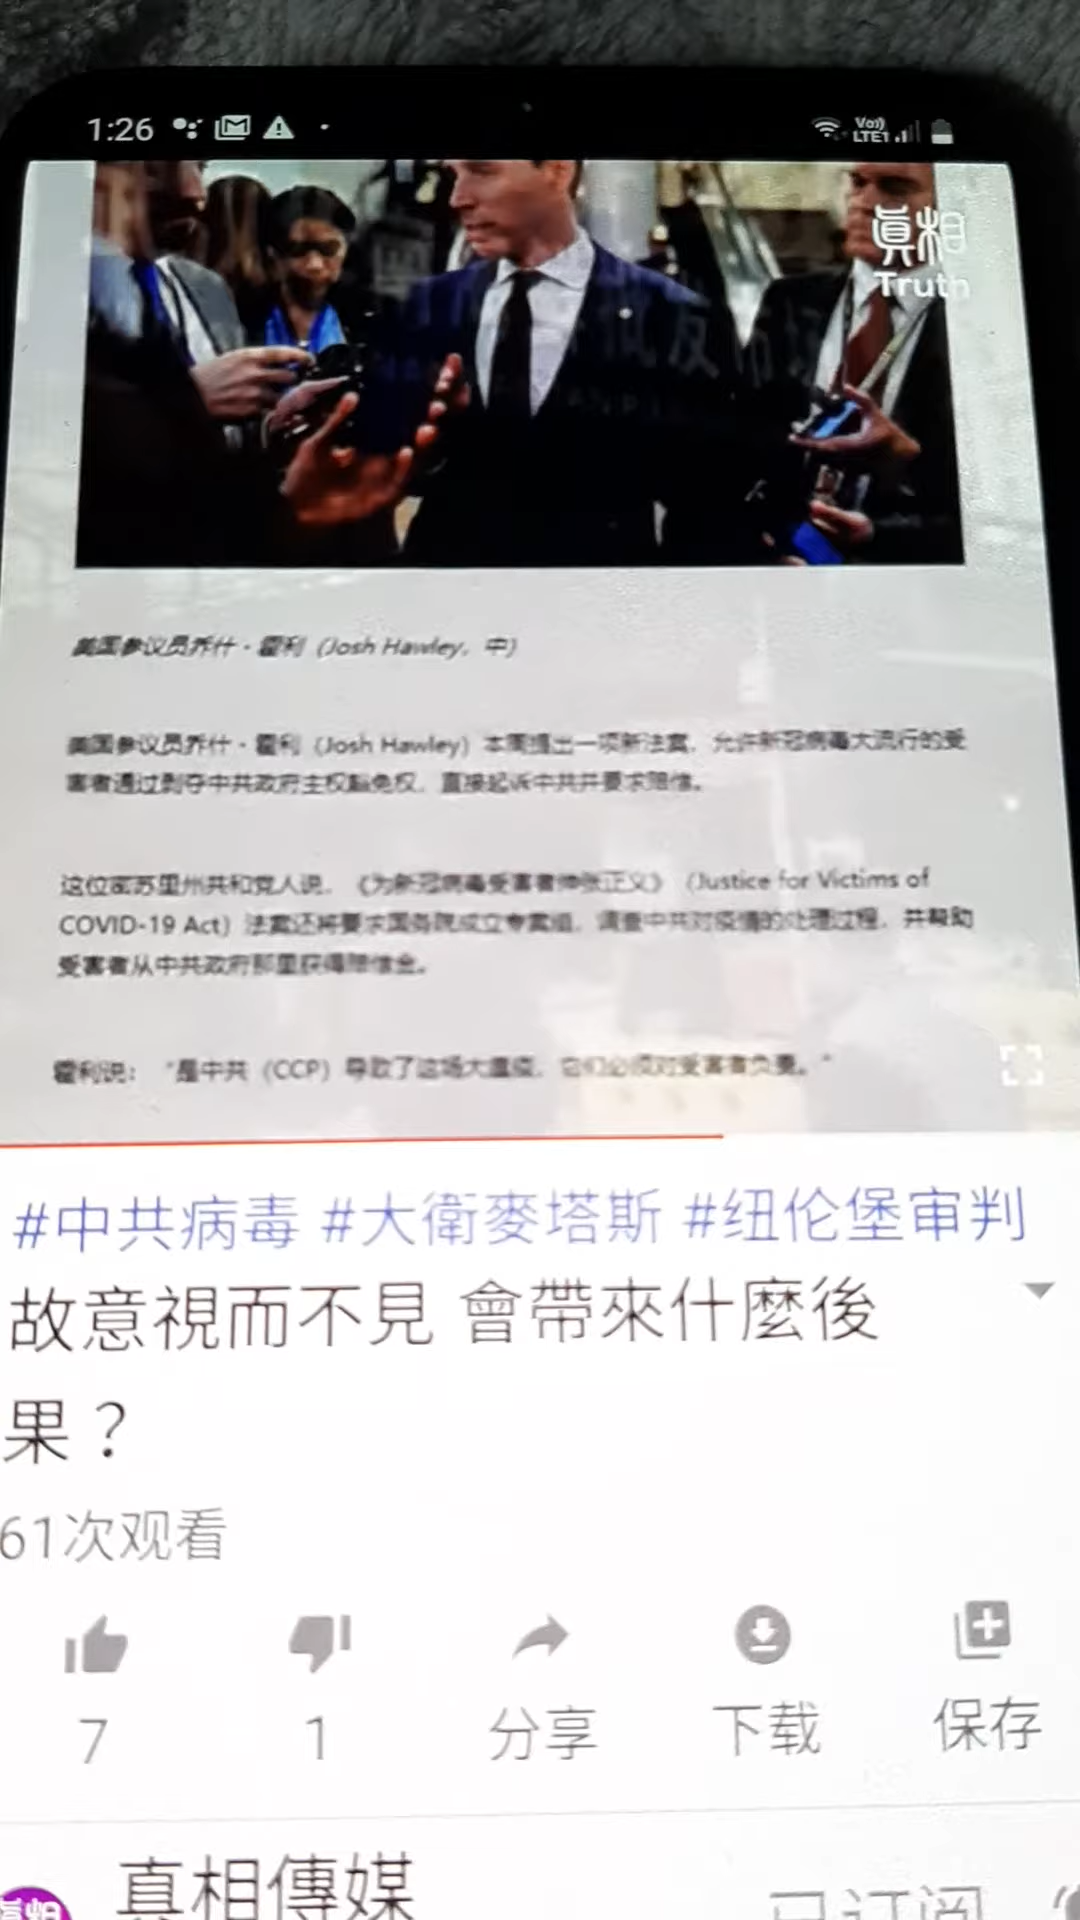 1:26
Vo))
LTE1
真相
Truth
美国参议员乔什·霍利（Josh Hawley，中）
美国参议员乔什·霍利（Josh Hawley）本周提出一项新法案，允许新冠病毒大流行的受
害者通过剥夺中共政府主权豁免权，直接起诉中共并要求赔偿。
这位密苏里州共和党人说，《为新冠病毒受害者伸张正义》（Justice for Victims of
COVID-19 Act）法案还将要求国务院成立专案组，调查中共对疫情的处理过程，并帮助
受害者从中共政府那里获得赔偿金。
霍利说：“是中共（CCP）导致了这场大瘟疫，它们必须对受害者负责。”
#中共病毒 #大衛麥塔斯 #纽伦堡审判
故意視而不見 會帶來什麼後
果？
61次观看
7
1
分享
下载
保存
真相傳媒
已订阅